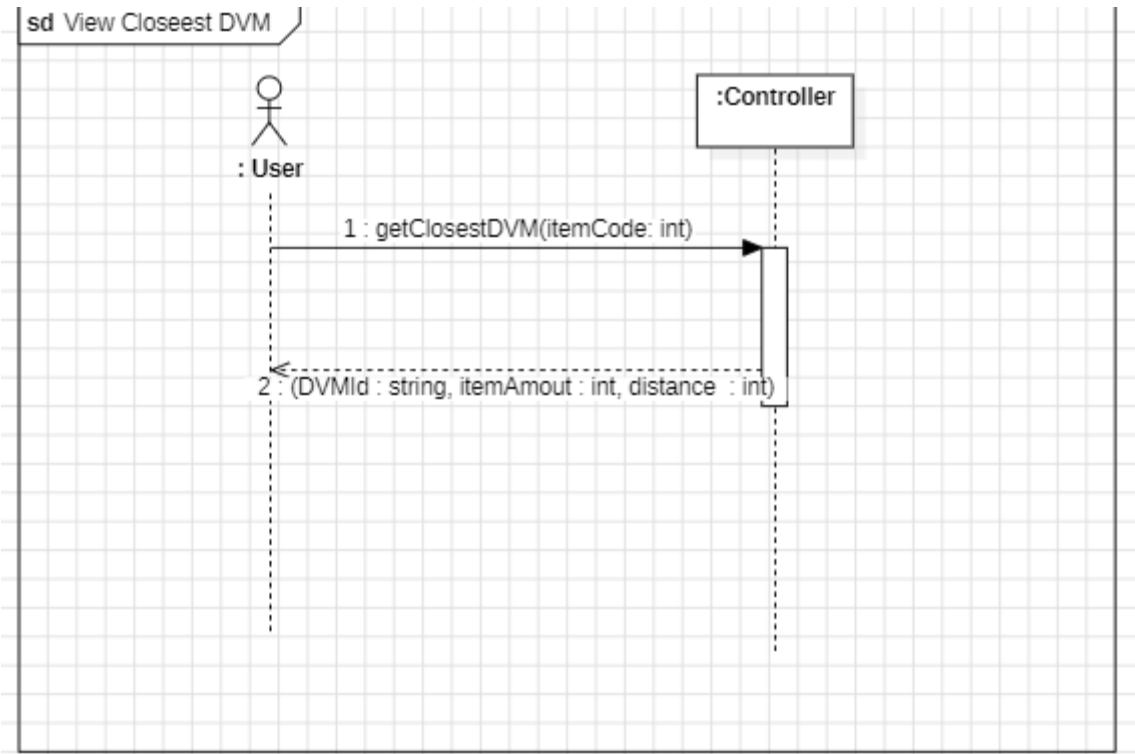 sd View Closeest DVM
:Controller
: User
1 : getClosestDVM(itemCode: int)
2 : (DVMId : string, itemAmout : int, distance  : int)